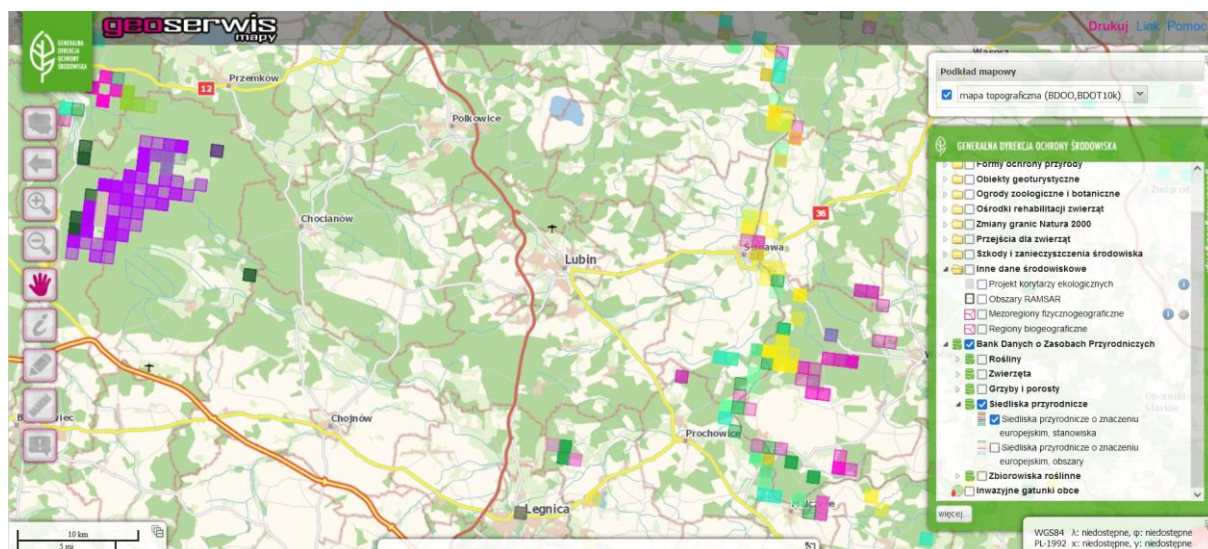 GENERALNA
DYREKCJA
OCHRONY
ŚRODOWISKA
geoserwis
mapy
Drukuj Link Pomoc
Podkład mapowy
mapa topograficzna (BDOO,BDOT10k)
GENERALNA DYREKCJA OCHRONY ŚRODOWISKA
Formy ochrony przyrody
Obiekty geoturystyczne
Ogrody zoologiczne i botaniczne
Ośrodki rehabilitacji zwierząt
Zmiany granic Natura 2000
Przejścia dla zwierząt
Szkody i zanieczyszczenia środowiska
Inne dane środowiskowe
Projekt korytarzy ekologicznych
Obszary RAMSAR
Mezoregiony fizycznogeograficzne
Regiony biogeograficzne
Bank Danych o Zasobach Przyrodniczych
Rośliny
Zwierzęta
Grzyby i porosty
Siedliska przyrodnicze
Siedliska przyrodnicze o znaczeniu
europejskim, stanowiska
Siedliska przyrodnicze o znaczeniu
europejskim, obszary
Zbiorowiska roślinne
Inwazyjne gatunki obce
więcej...
WGS84 λ: niedostępne, φ: niedostępne
PL-1992 x: niedostępne, y: niedostępne
Przemków
12
Polkowice
Chocianów
36
Lubin
Chojnów
Prochowice
Legnica
10 km
5 mi